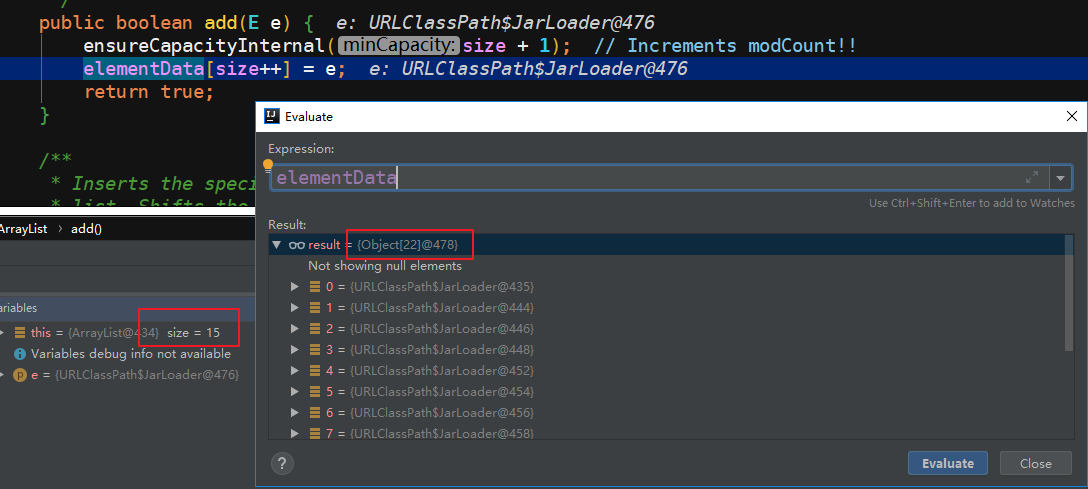 */
public boolean add(E e) {  e: URLClassPath$JarLoader@476
ensureCapacityInternal( minCapacity: size + 1);  // Increments modCount!!
elementData[size++] = e;  e: URLClassPath$JarLoader@476
return true;
}
/**
* Inserts the speci
* list. Shifts the
ArrayList > add()
ariables
this = {ArrayList@434} size = 15
Variables debug info not available
e = {URLClassPath$JarLoader@476}
Evaluate
Expression:
elementData
Use Ctrl+Shift+Enter to add to Watches
Result:
result = {Object[22]@478}
Not showing null elements
0 = {URLClassPath$JarLoader@435}
1 = {URLClassPath$JarLoader@444}
2 = {URLClassPath$JarLoader@446}
3 = {URLClassPath$JarLoader@448}
4 = {URLClassPath$JarLoader@452}
5 = {URLClassPath$JarLoader@454}
6 = {URLClassPath$JarLoader@456}
7 = {URLClassPath$JarLoader@458}
?
Evaluate
Close